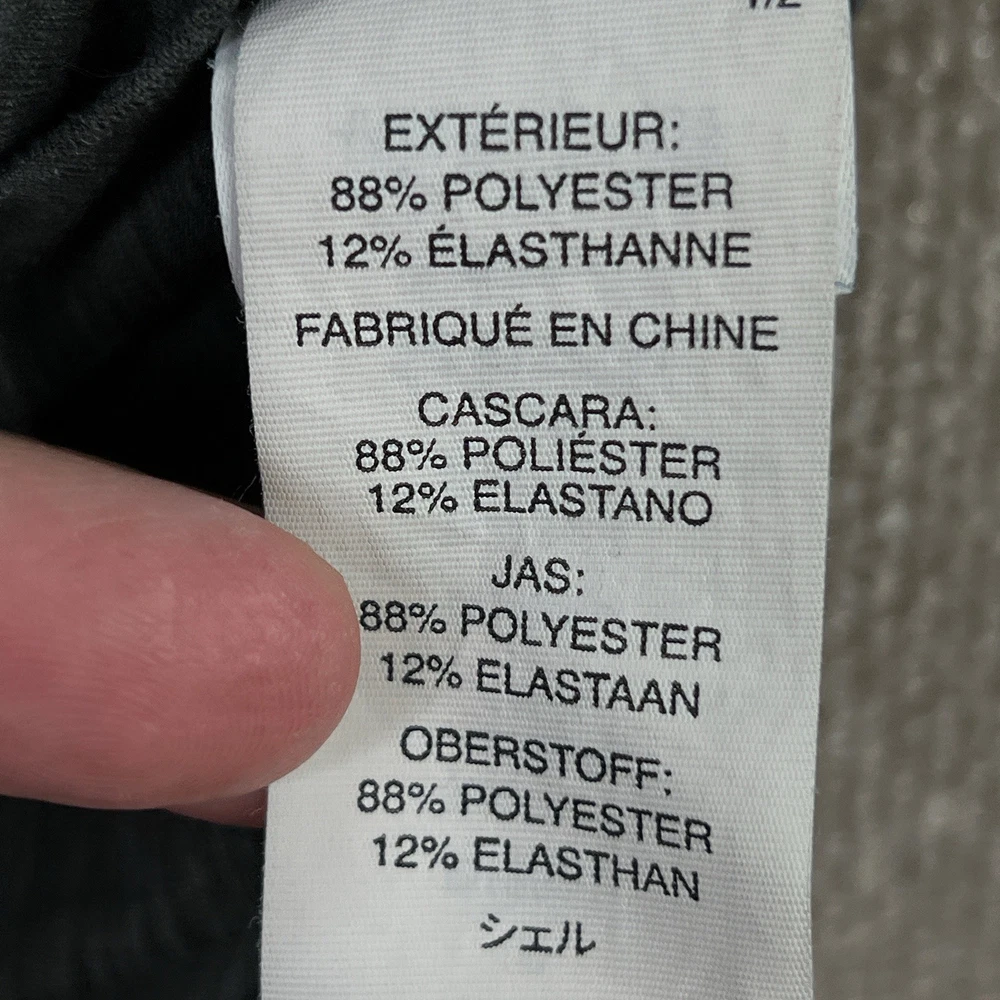 EXTÉRIEUR:
88% POLYESTER
12% ÉLASTHANNE
FABRIQUÉ EN CHINE
CASCARA:
88% POLIÉSTER
12% ELASTANO
JAS:
88% POLYESTER
12% ELASTAAN
OBERSTOFF:
88% POLYESTER
12% ELASTHAN
シェル